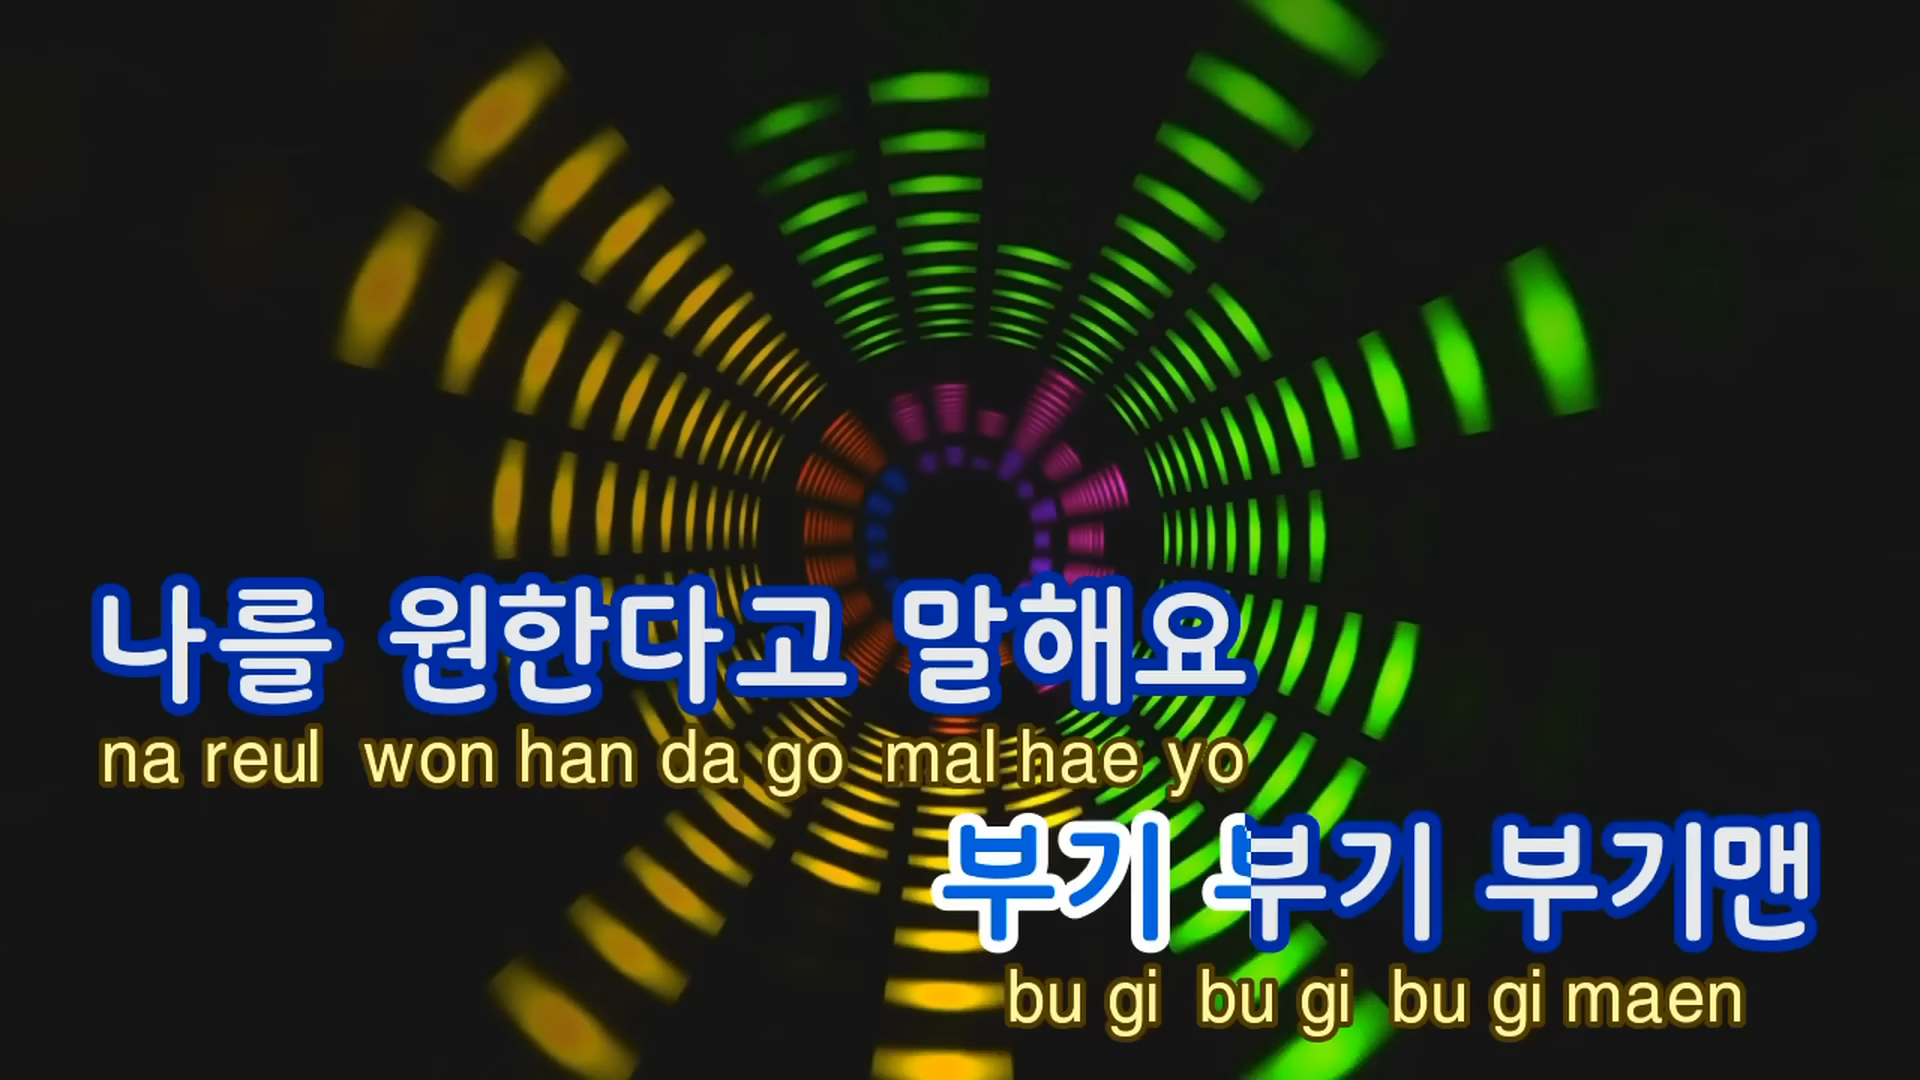 나를 원한다고 말해요
na reul won han da go mal hae yo
부기 부기 부기맨
bu gi bu gi bu gi maen